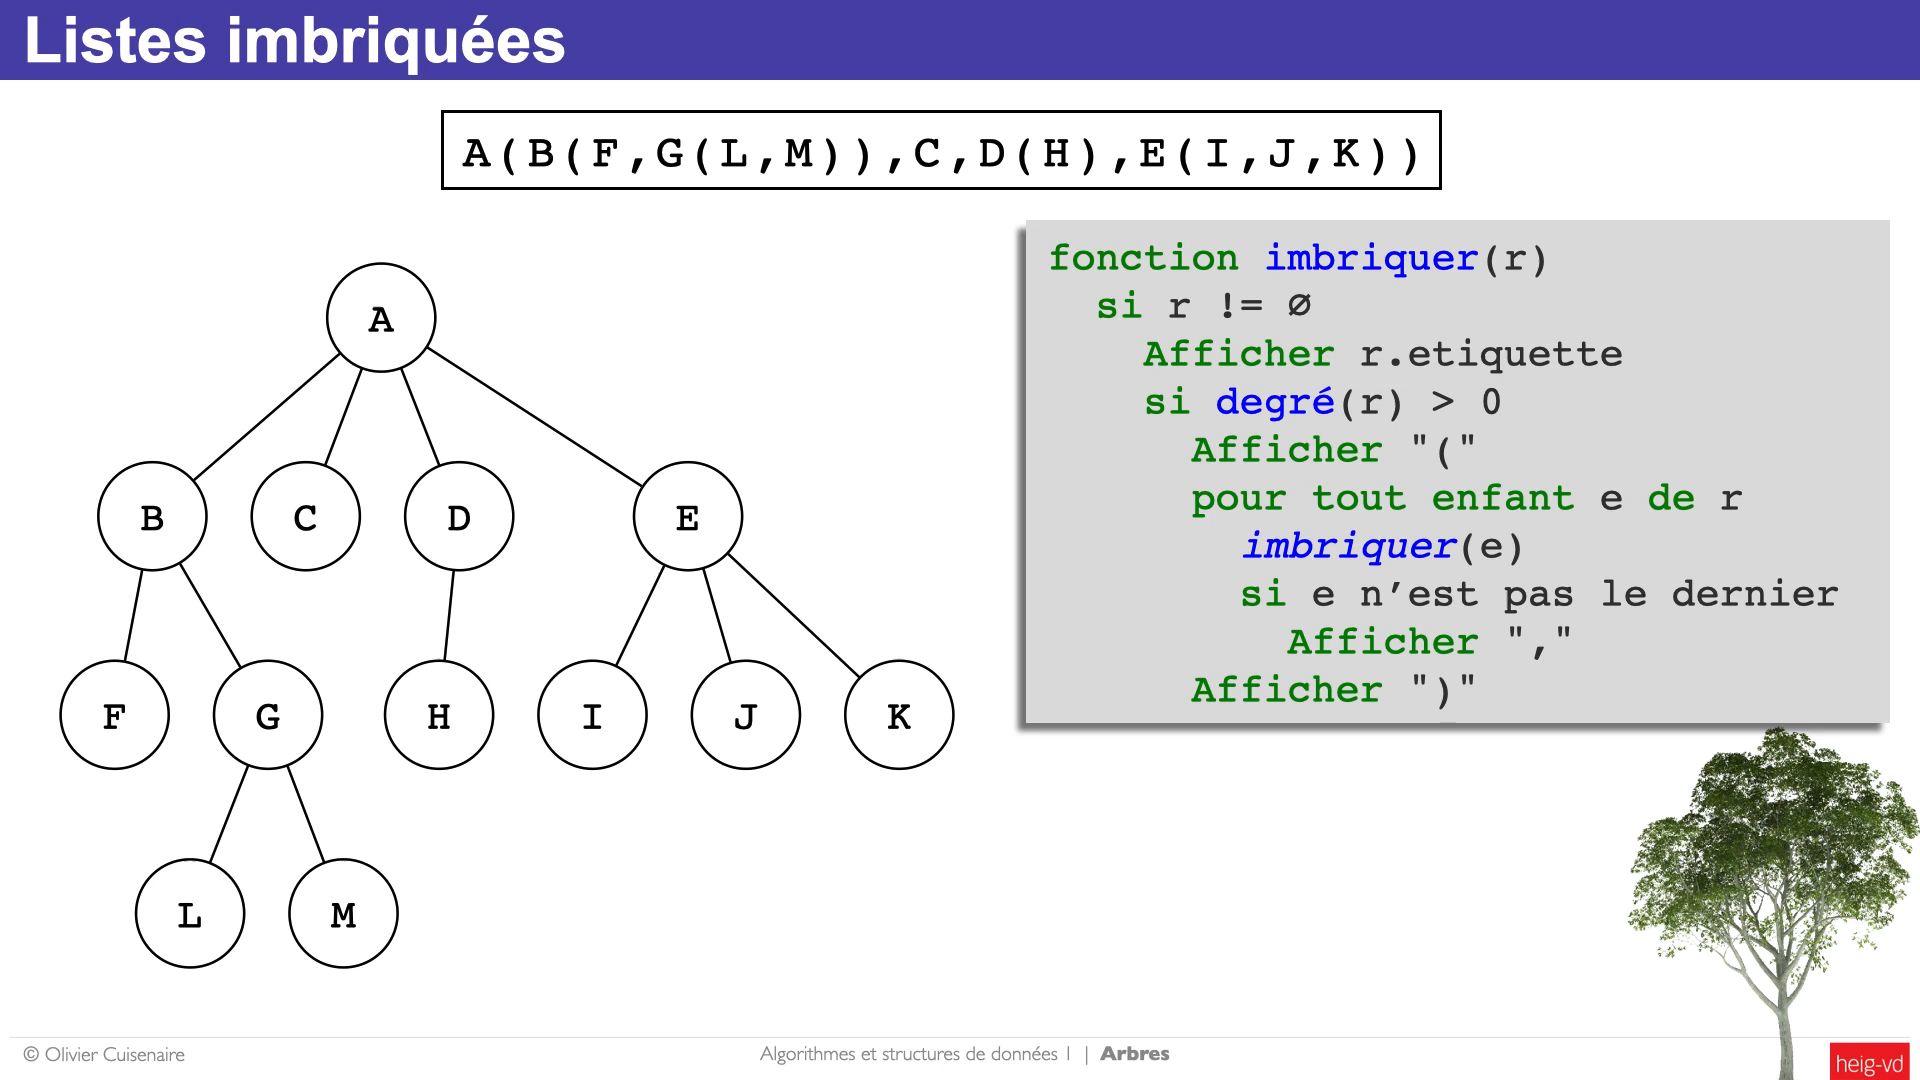 Listes imbriquées
A(B(F,G(L,M)),C,D(H),E(I,J,K))
fonction imbriquer(r)
si r != ∅
Afficher r.etiquette
si degré(r) > 0
Afficher "("
pour tout enfant e de r
imbriquer(e)
si e n’est pas le dernier
Afficher ","
Afficher ")"
A
B C D E
F G H I J K
L M
© Olivier Cuisenaire
Algorithmes et structures de données 1 | Arbres
heig-vd